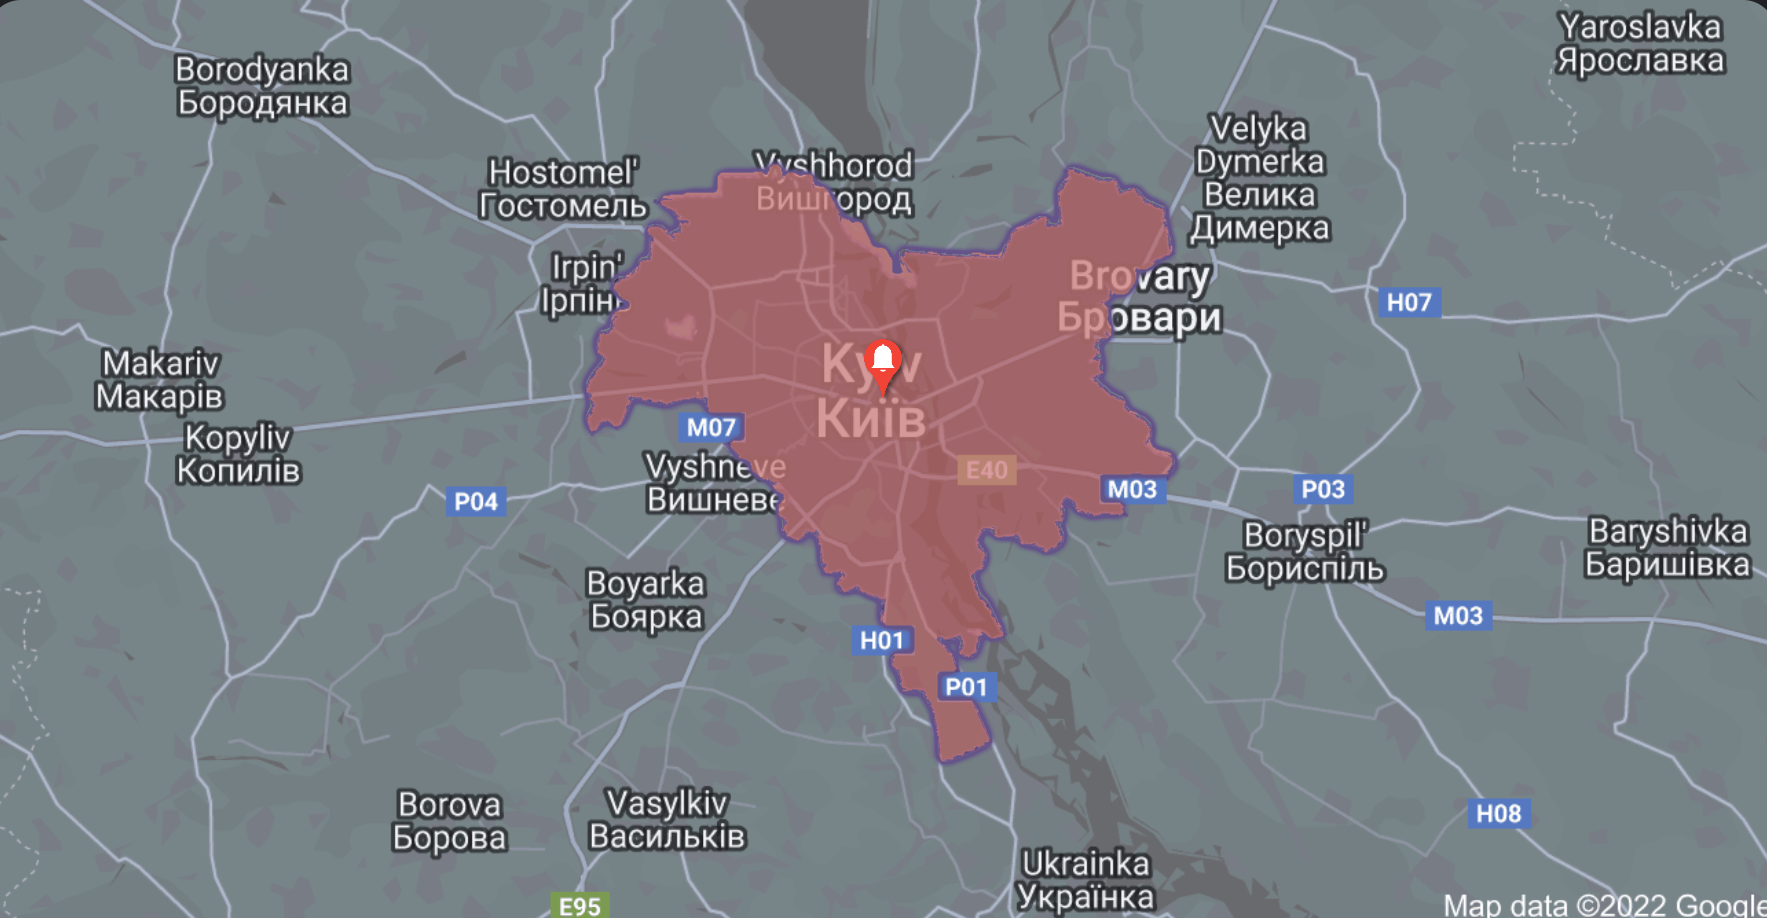 Yaroslavka
Ярославка
Borodyanka
Бородянка
Velyka
Dymerka
Велика
Димерка
Hostomel'
Гостомель
Vyshhorod
Вишгород
Irpin'
Ірпінь
Brovary
Бровари
H07
Makariv
Макарів
Kyiv
Київ
M07
Kopyliv
Копилів
Vyshneve
Вишневе
E40
M03
P03
P04
Boryspil'
Бориспіль
Baryshivka
Баришівка
Boyarka
Боярка
M03
H01
P01
Borova
Борова
Vasylkiv
Васильків
H08
Ukrainka
Українка
E95
Map data ©2022 Google